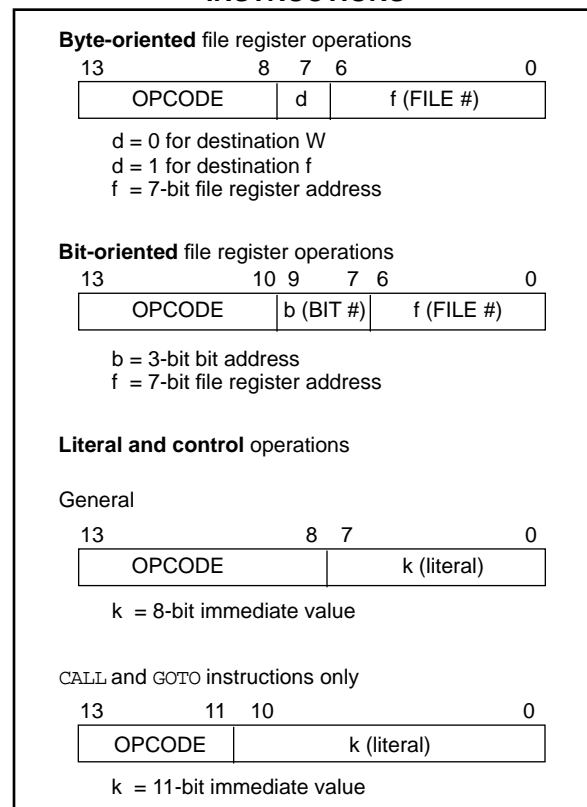 Byte-oriented file register operations
13 8 7 6 0
OPCODE d f (FILE #)
d = 0 for destination W
d = 1 for destination f
f = 7-bit file register address
Bit-oriented file register operations
13 10 9 7 6 0
OPCODE b (BIT #) f (FILE #)
b = 3-bit bit address
f = 7-bit file register address
Literal and control operations
General
13 8 7 0
OPCODE k (literal)
k = 8-bit immediate value
CALL and GOTO instructions only
13 11 10 0
OPCODE k (literal)
k = 11-bit immediate value